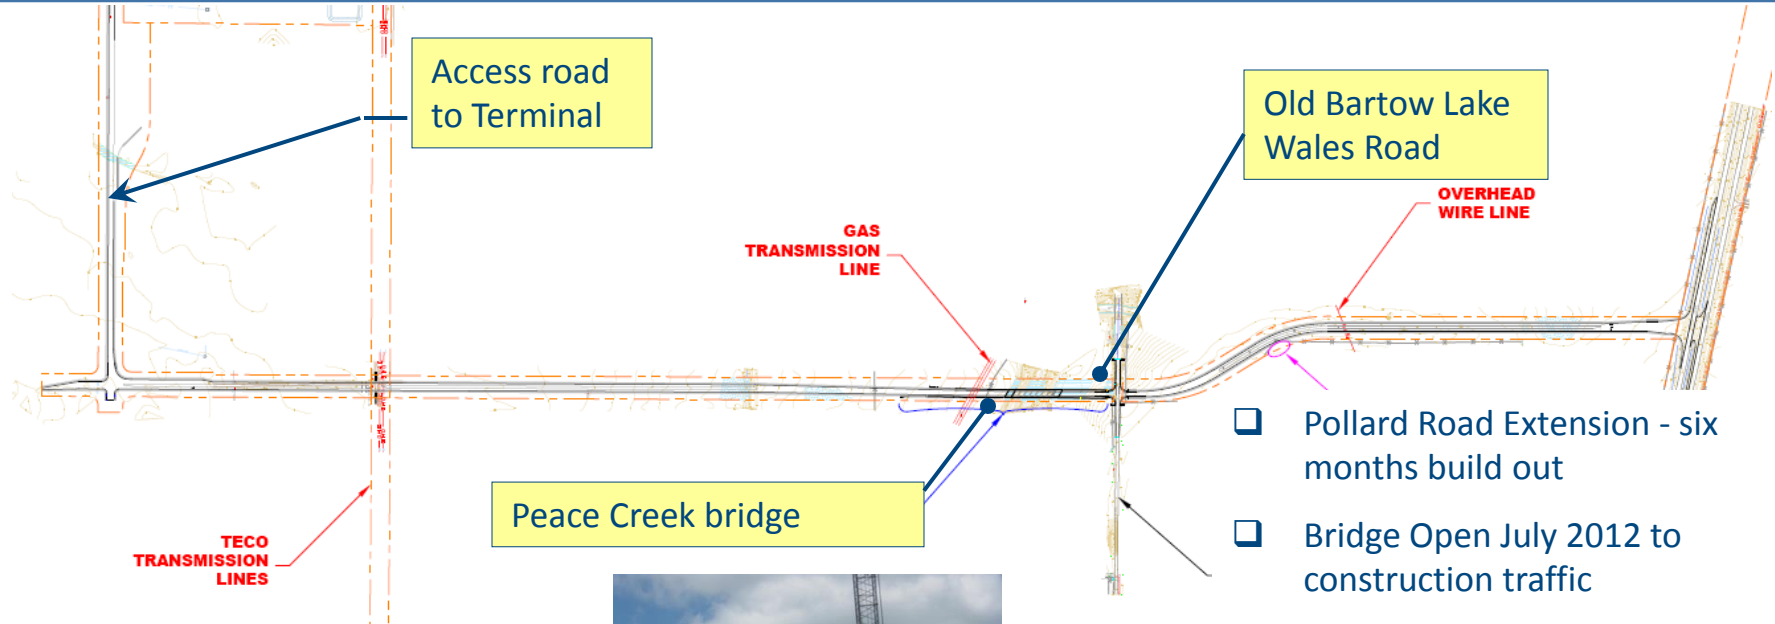 Access road
to Terminal
Old Bartow Lake
Wales Road
OVERHEAD
WIRE LINE
GAS
TRANSMISSION
LINE
Peace Creek bridge
TECO
TRANSMISSION
LINES
❑ Pollard Road Extension - six
months build out
❑ Bridge Open July 2012 to
construction traffic